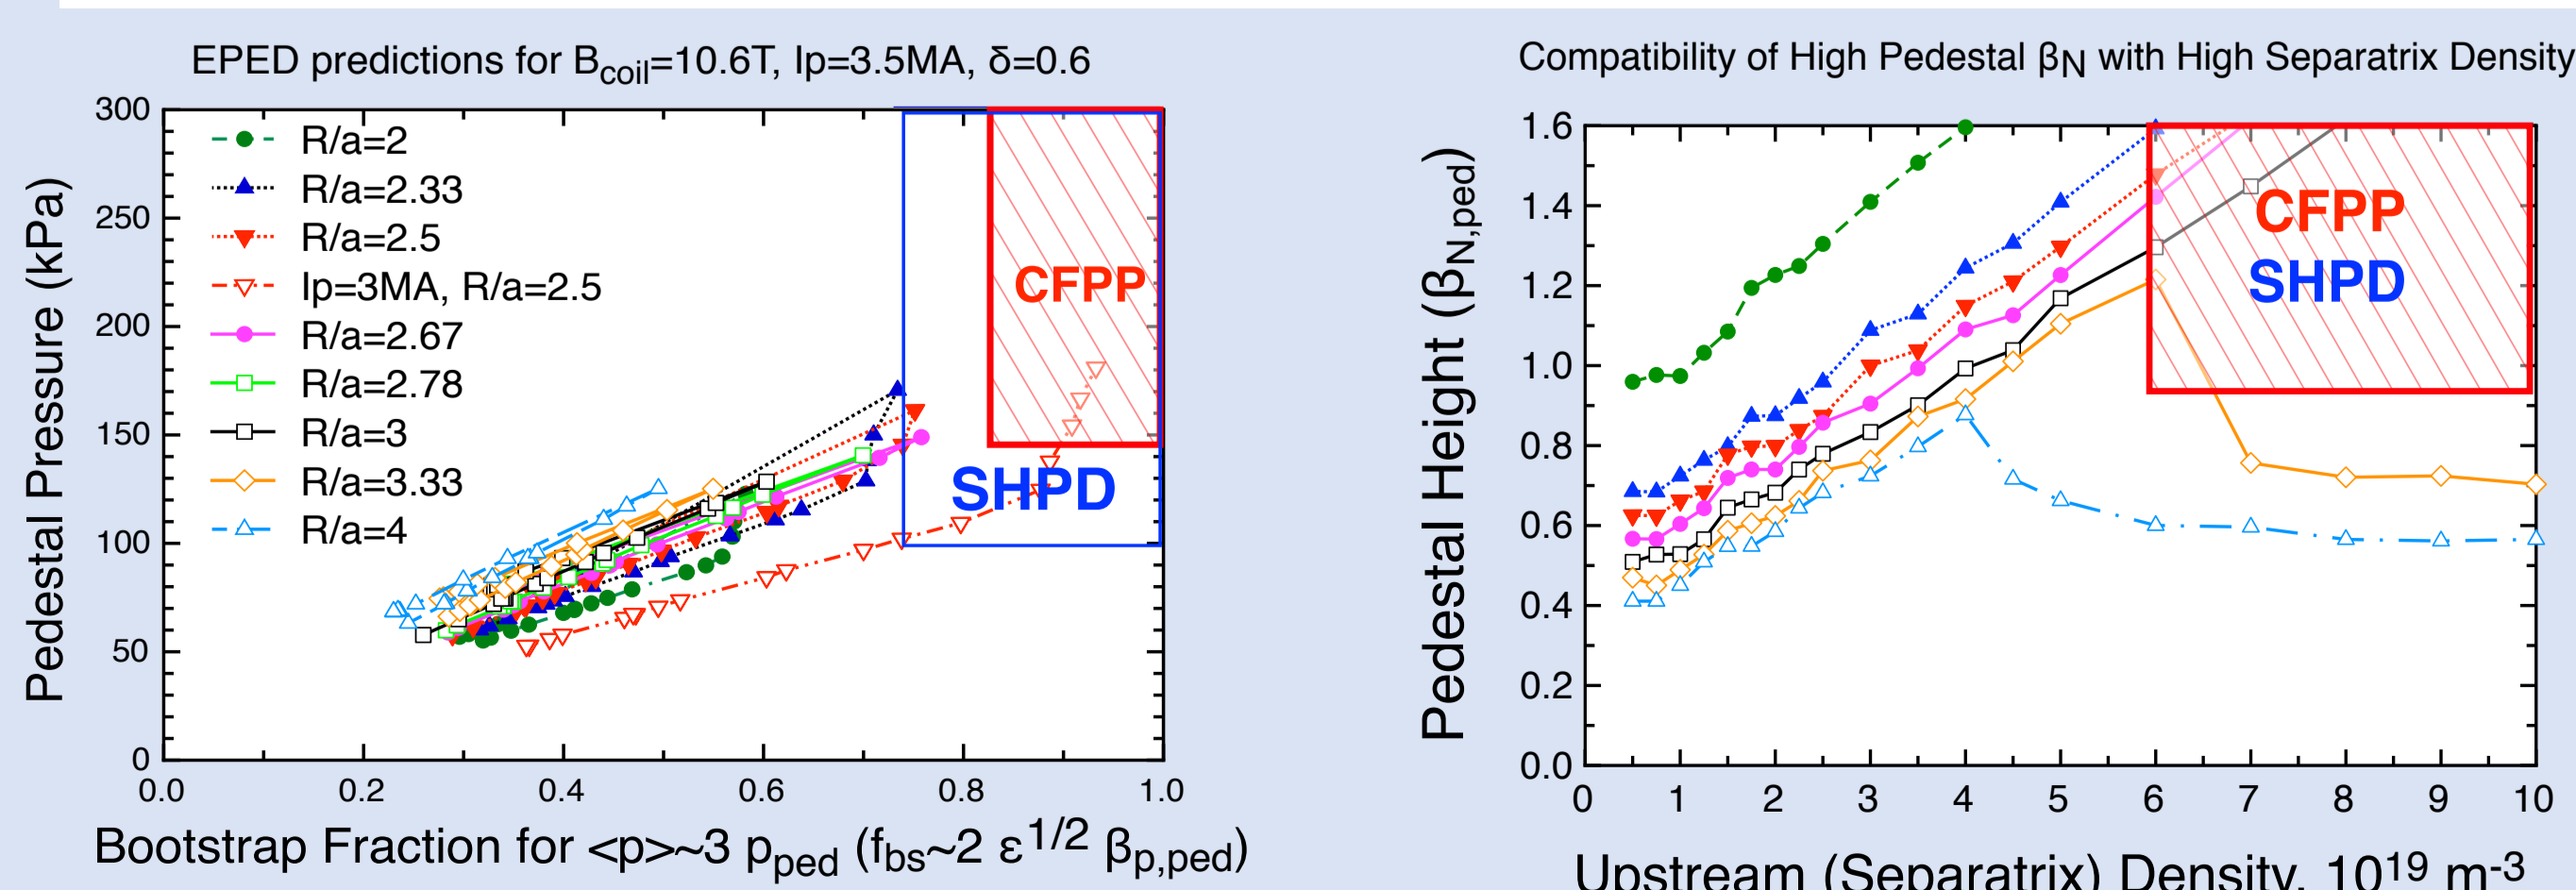 EPED predictions for Bcoil=10.6T, Ip=3.5MA, δ=0.6
Pedestal Pressure (kPa)
300
250
200
150
100
50
0
R/a=2
R/a=2.33
R/a=2.5
Ip=3MA, R/a=2.5
R/a=2.67
R/a=2.78
R/a=3
R/a=3.33
R/a=4
CFPP
SHPD
0.0 0.2 0.4 0.6 0.8 1.0
Bootstrap Fraction for <p>~3 pped (fbs~2 ε1/2 βp,ped)
Compatibility of High Pedestal βN with High Separatrix Density
Pedestal Height (βN,ped)
1.6
1.4
1.2
1.0
0.8
0.6
0.4
0.2
0.0
CFPP
SHPD
0 1 2 3 4 5 6 7 8 9 10
Upstream (Separatrix) Density, 1019 m-3